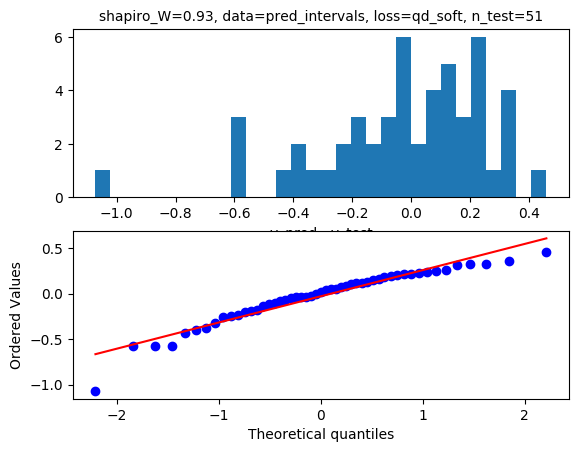 shapiro_W=0.93, data=pred_intervals, loss=qd_soft, n_test=51
6
4
2
0
−1.0 −0.8 −0.6 −0.4 −0.2 0.0 0.2 0.4
0.5
0.0
−0.5
−1.0
Ordered Values
−2 −1 0 1 2
Theoretical quantiles